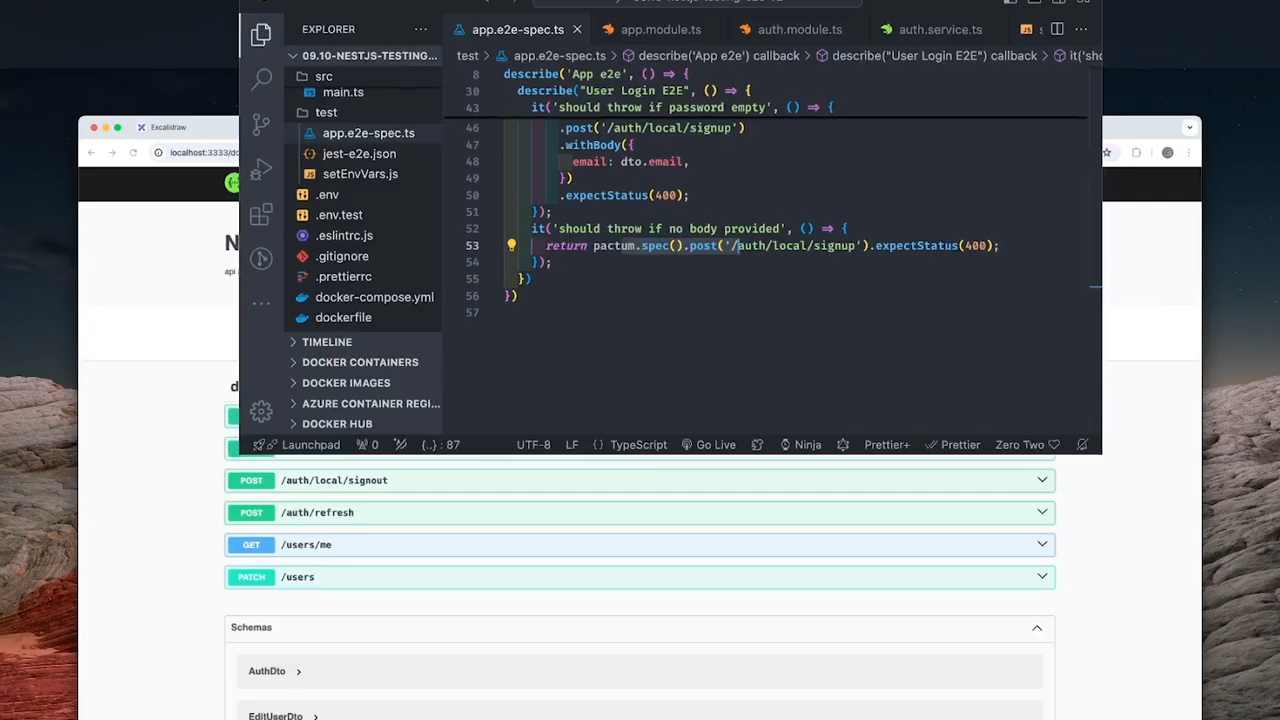 EXPLORER
app.e2e-spec.ts
app.module.ts
auth.module.ts
auth.service.ts
09.10-NESTJS-TESTING...
test > app.e2e-spec.ts > describe('App e2e') callback > describe("User Login E2E") callback >
src
main.ts
test
app.e2e-spec.ts
jest-e2e.json
setEnvVars.js
.env
.env.test
.eslintrc.js
.gitignore
.prettierrc
docker-compose.yml
dockerfile
TIMELINE
DOCKER CONTAINERS
DOCKER IMAGES
AZURE CONTAINER REGI...
DOCKER HUB
8 describe('App e2e', () => {
30 describe("User Login E2E", () => {
43 it('should throw if password empty', () => {
46 .post('/auth/local/signup')
47 .withBody({
48 email: dto.email,
49 })
50 .expectStatus(400);
51 });
52 it('should throw if no body provided', () => {
53 return pactum.spec().post('/auth/local/signup').expectStatus(400);
54 });
55 })
56 })
57
Launchpad 0 {..} : 87 UTF-8 LF {} TypeScript Go Live Ninja Prettier+ Prettier Zero Two
Excalidraw
localhost:3333/do
N
api
d
POST /auth/local/signout
POST /auth/refresh
GET /users/me
PATCH /users
Schemas
AuthDto >
EditUserDto >